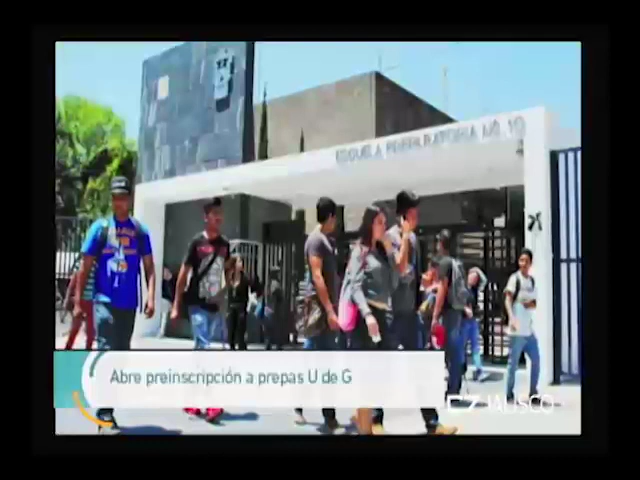 ESCUELA PREPARATORIA NO. 10
Abre preinscripción a prepas U de G
C7 JALISCO